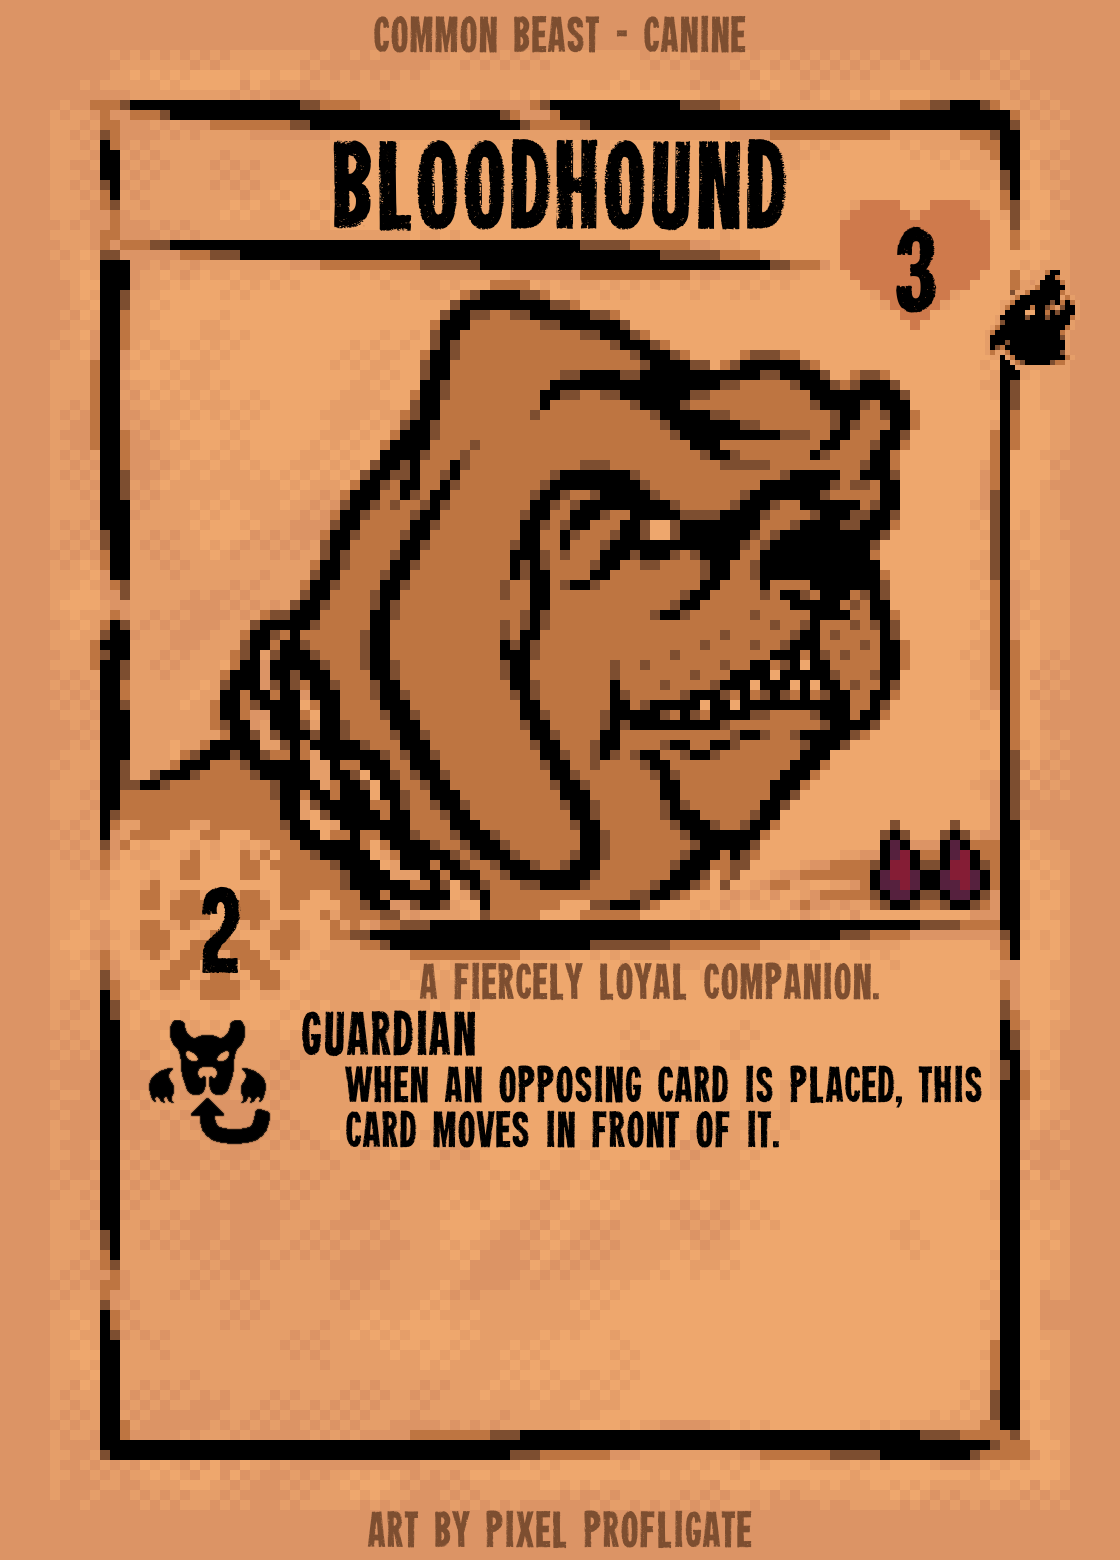 COMMON BEAST - CANINE
BLOODHOUND
3
2
A FIERCELY LOYAL COMPANION.
GUARDIAN
WHEN AN OPPOSING CARD IS PLACED, THIS
CARD MOVES IN FRONT OF IT.
ART BY PIXEL PROFLIGATE